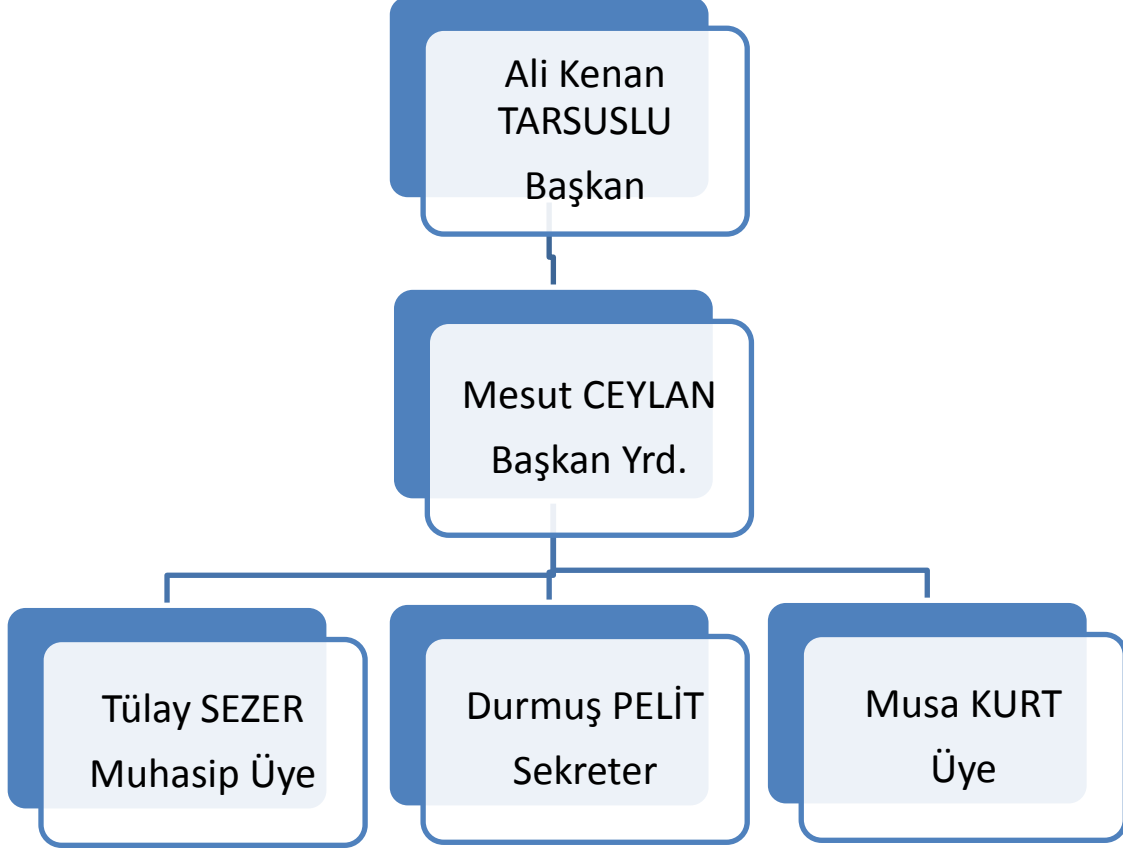 Ali Kenan
TARSUSLU
Başkan
Mesut CEYLAN
Başkan Yrd.
Tülay SEZER
Muhasip Üye
Durmuş PELİT
Sekreter
Musa KURT
Üye